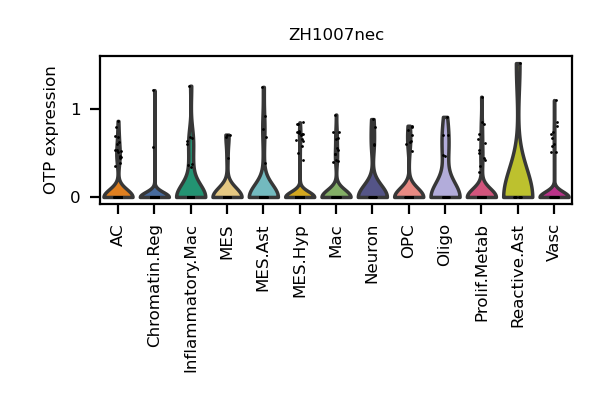 ZH1007nec
OTP expression
1
0
AC
Chromatin.Reg
Inflammatory.Mac
MES
MES.Ast
MES.Hyp
Mac
Neuron
OPC
Oligo
Prolif.Metab
Reactive.Ast
Vasc